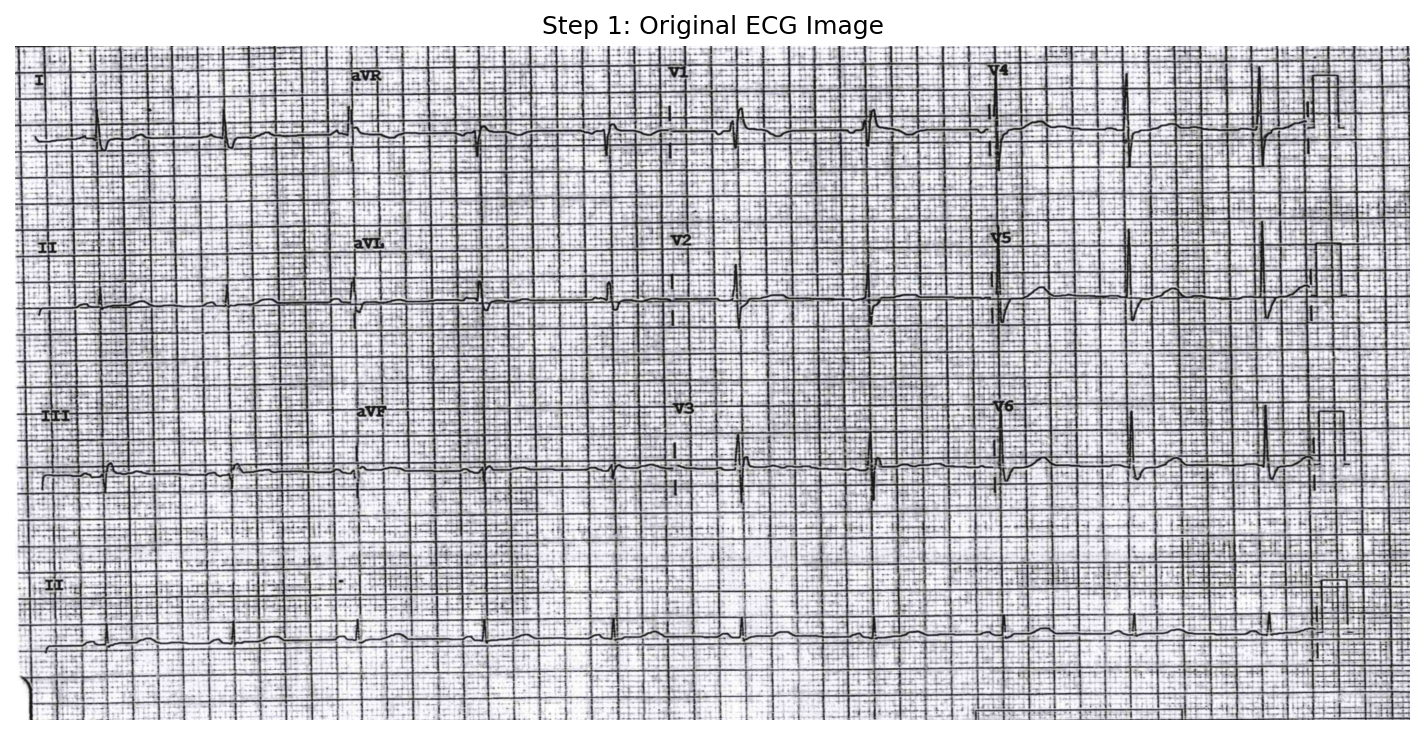 Step 1: Original ECG Image
I aVR V1 V4
II aVL V2 V5
III aVF V3 V6
II